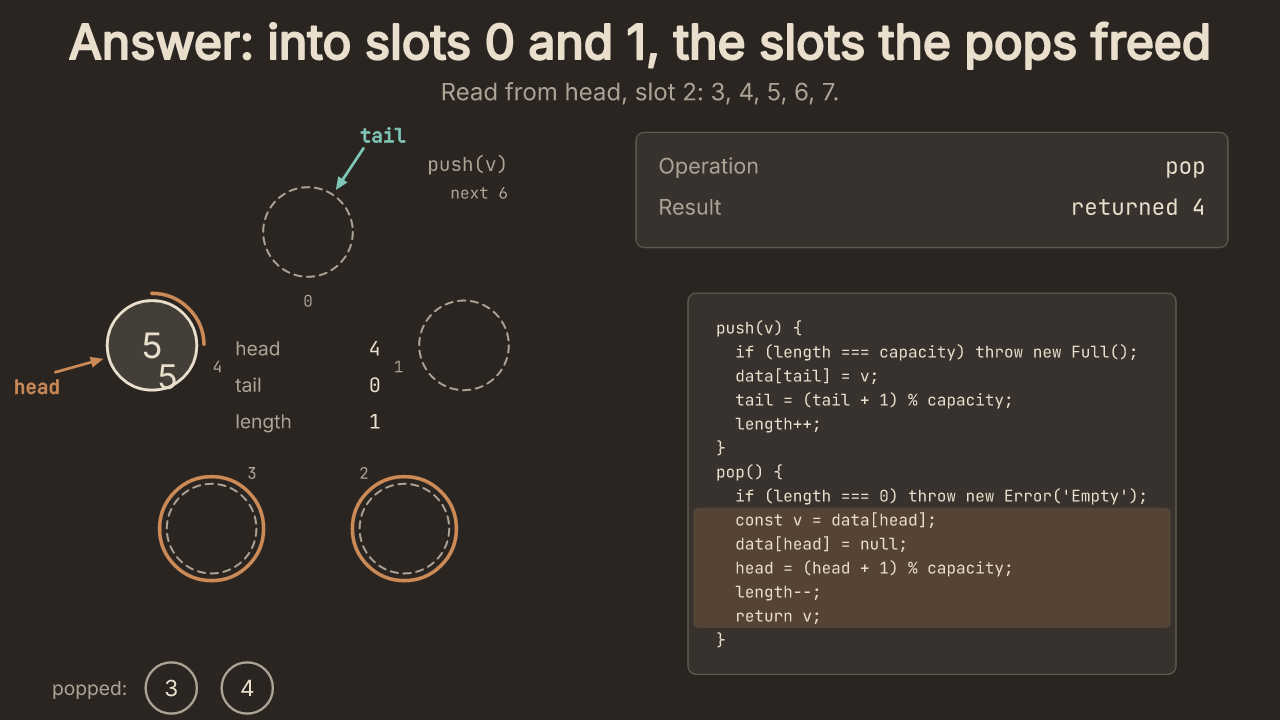 Answer: into slots 0 and 1, the slots the pops freed
Read from head, slot 2: 3, 4, 5, 6, 7.
tail
push(v)
next 6
0
5
5
4
head
head 4
tail 0
length 1
1
3
2
popped: 3 4
Operation pop
Result returned 4
push(v) {
if (length === capacity) throw new Full();
data[tail] = v;
tail = (tail + 1) % capacity;
length++;
}
pop() {
if (length === 0) throw new Error('Empty');
const v = data[head];
data[head] = null;
head = (head + 1) % capacity;
length--;
return v;
}